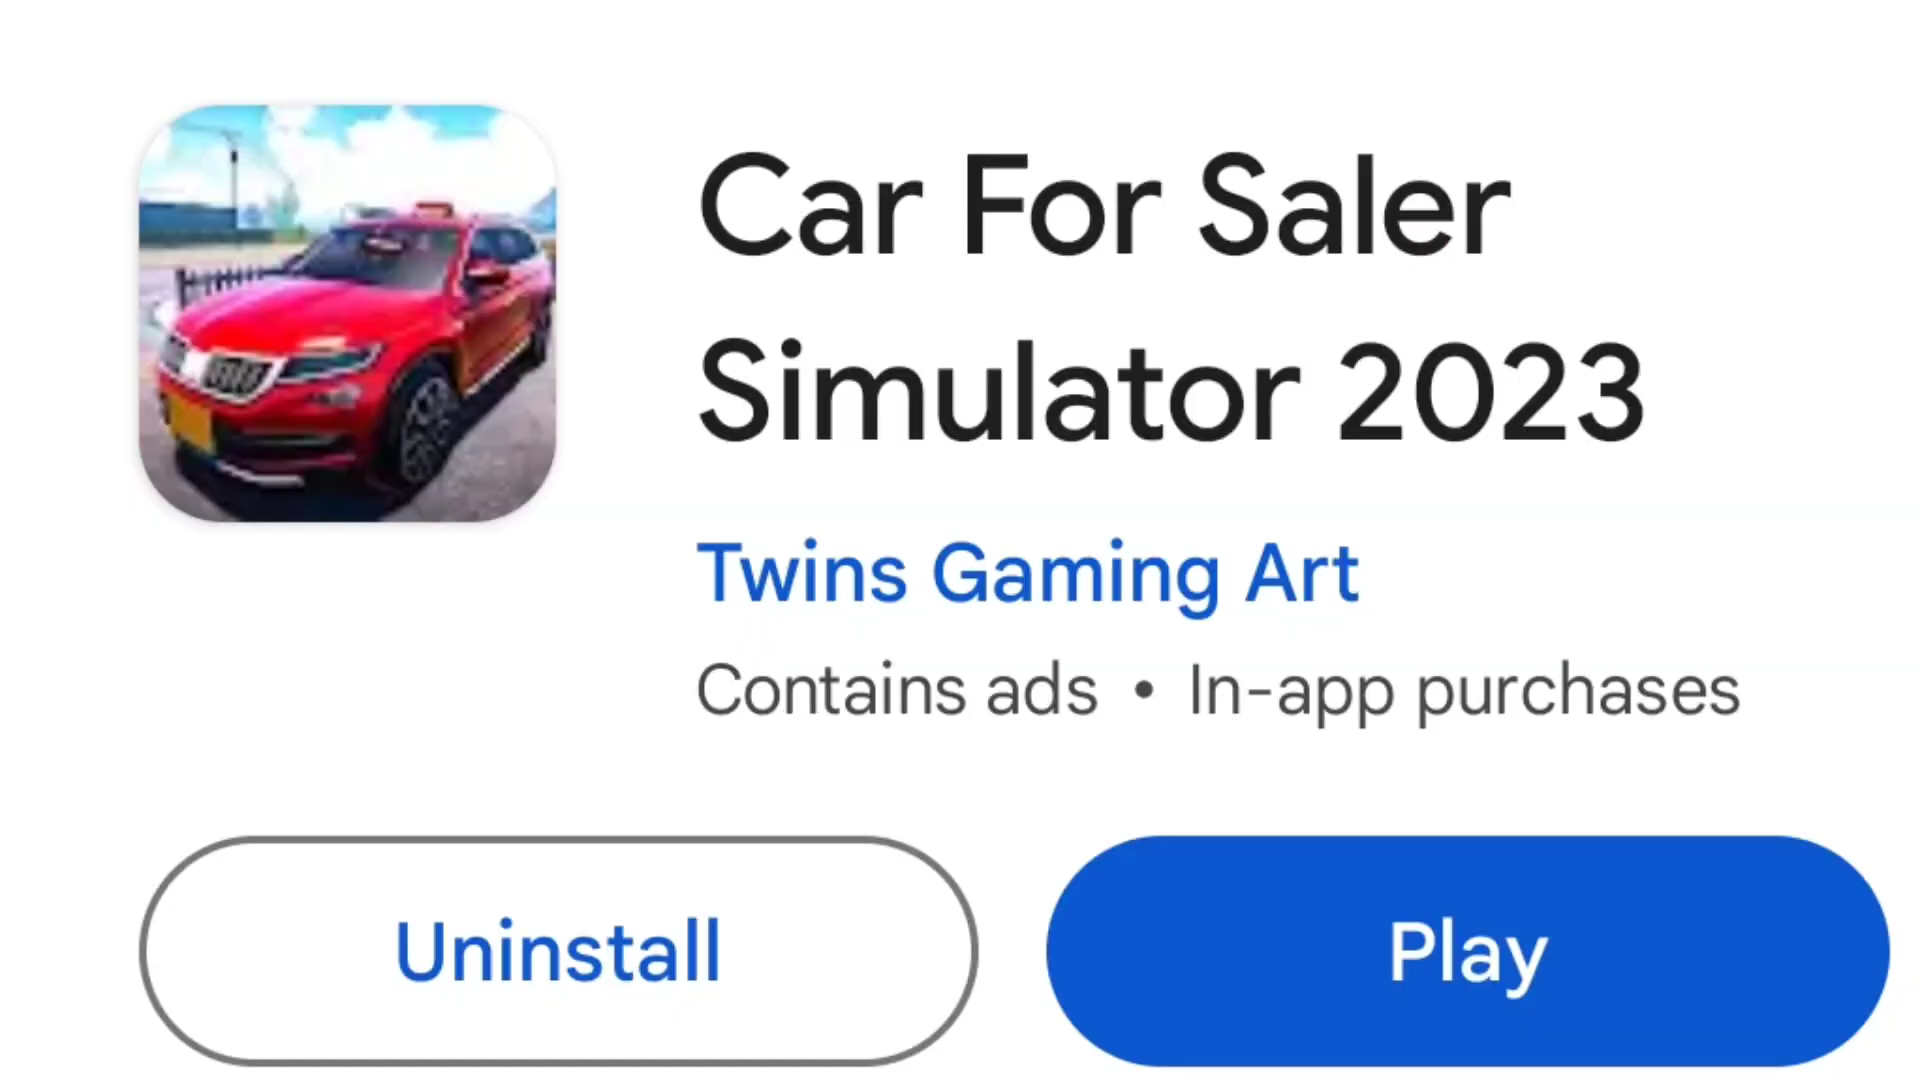 Car For Saler
Simulator 2023
Twins Gaming Art
Contains ads • In-app purchases
Uninstall
Play